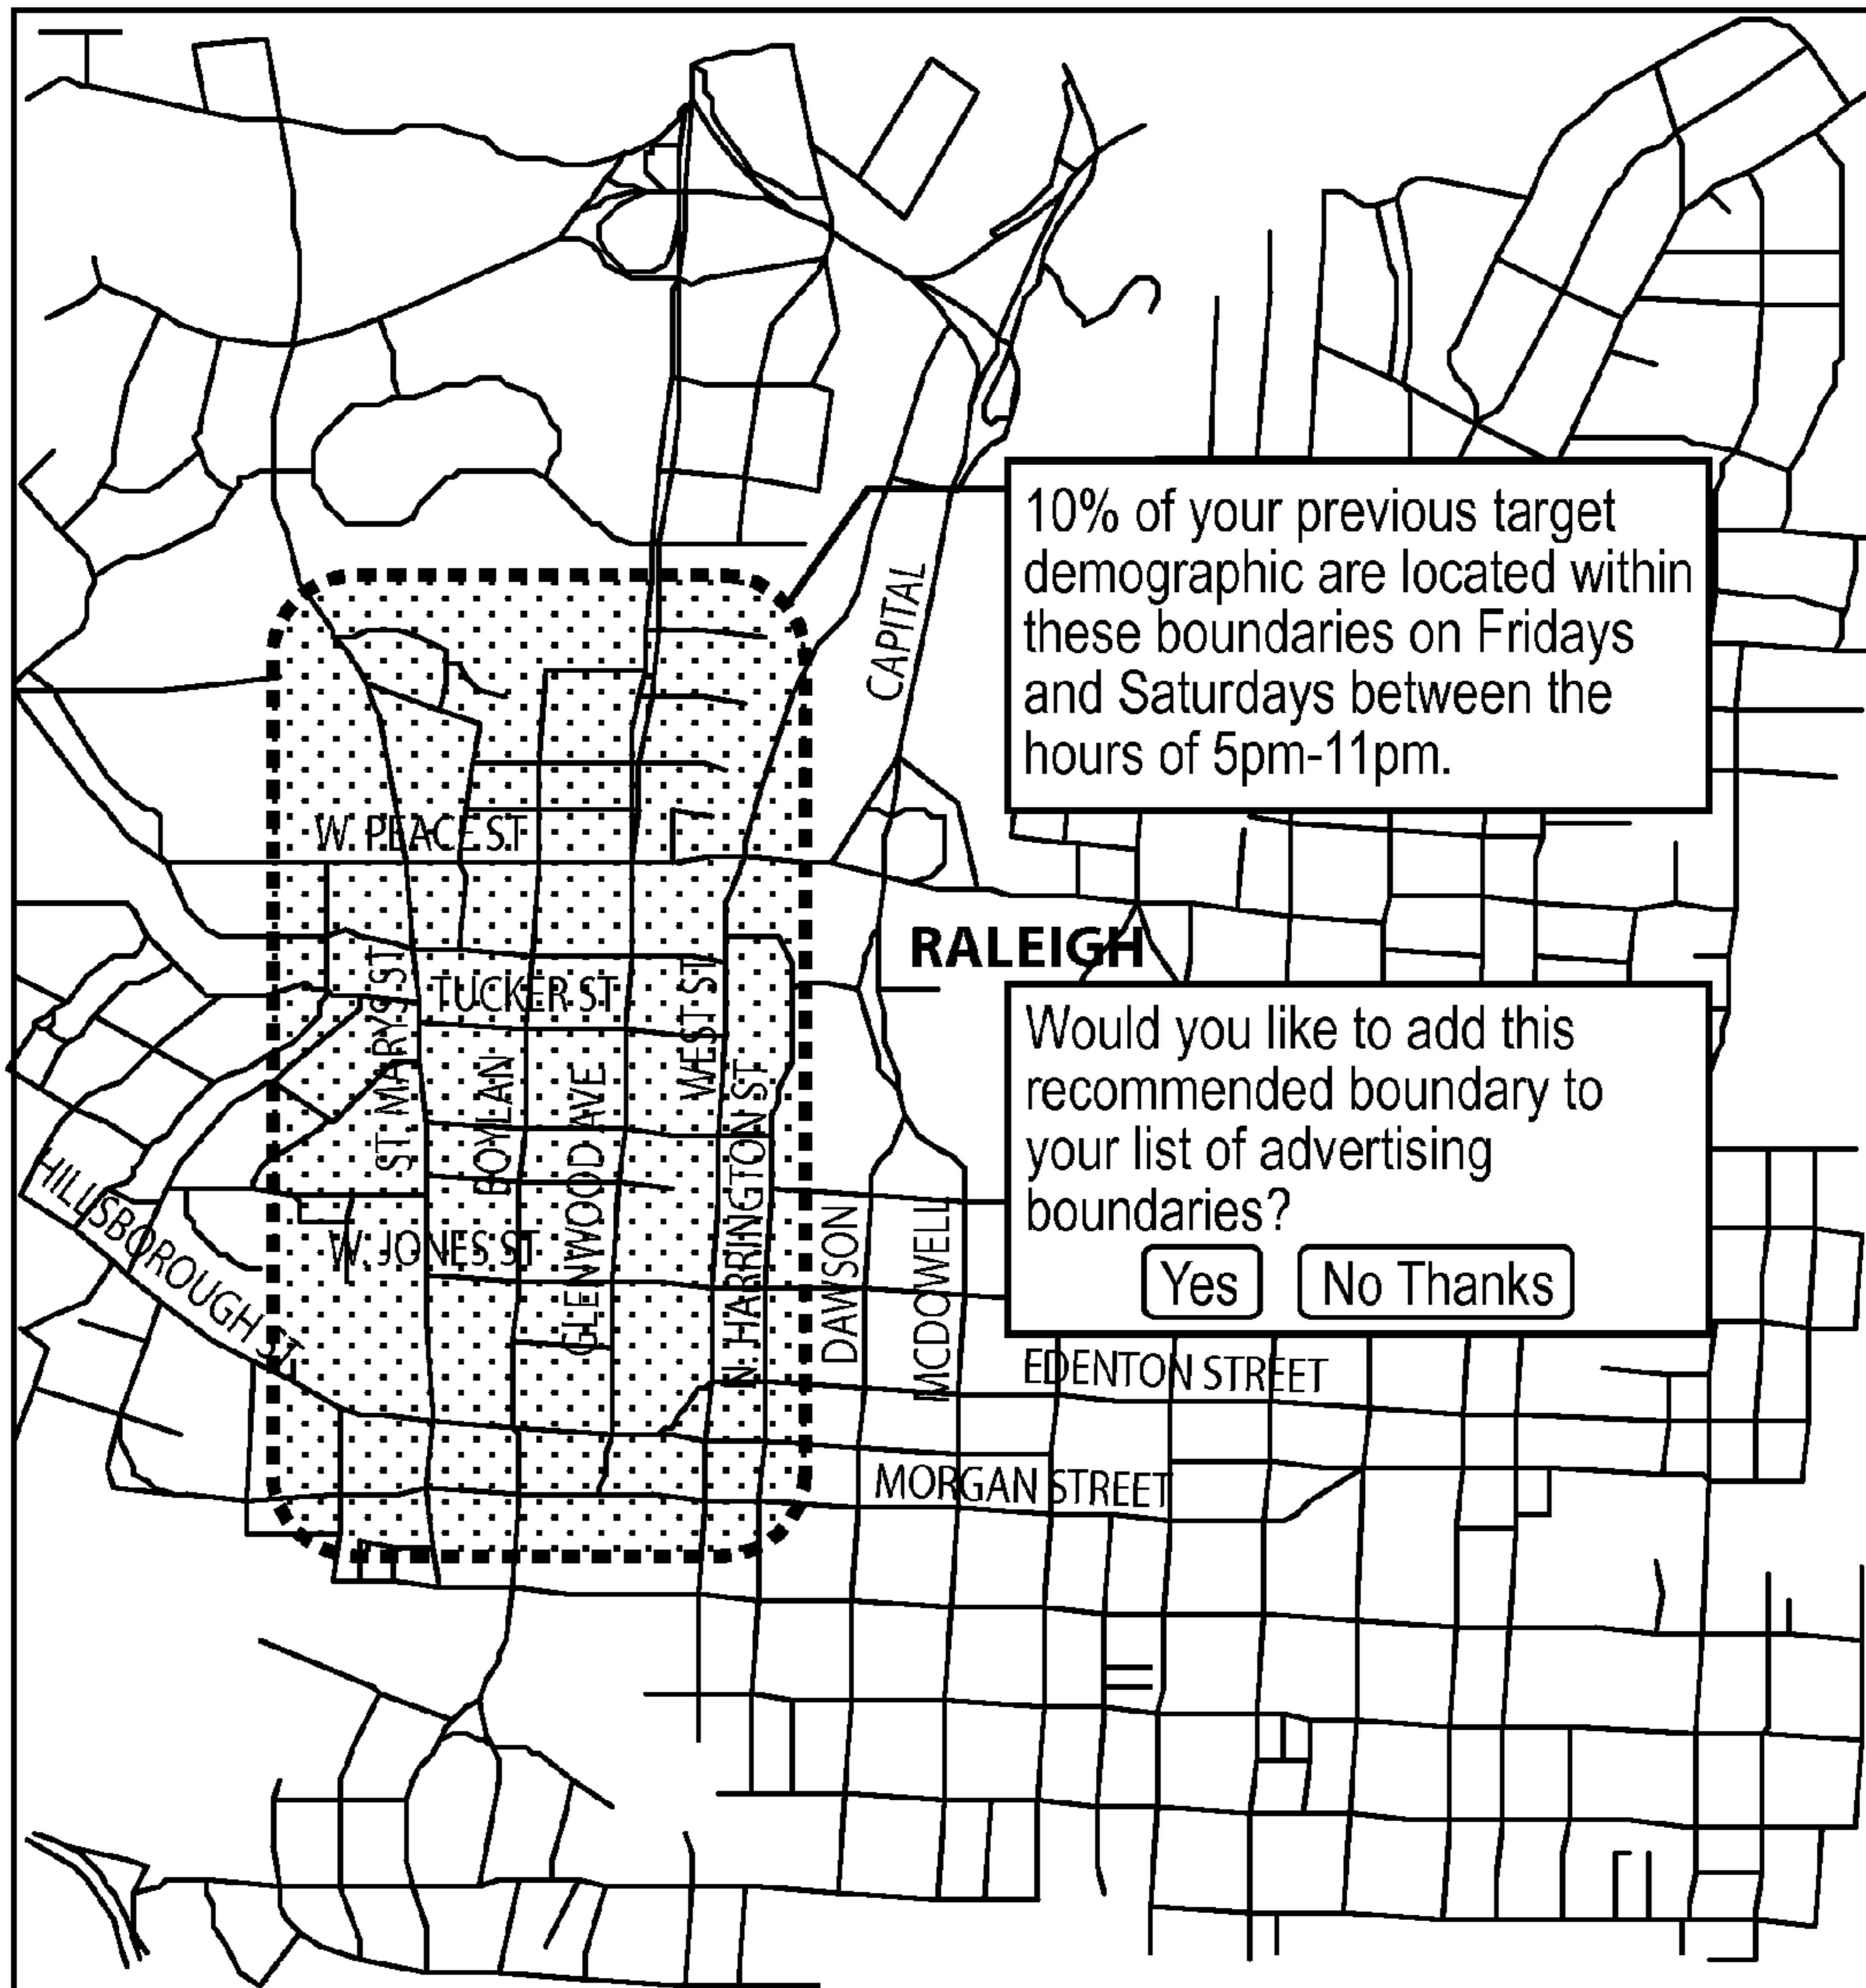 10% of your previous target
demographic are located within
these boundaries on Fridays
and Saturdays between the
hours of 5pm-11pm.
CAPITAL
W. PEACE ST
RALEIGH
TUCKER ST
ST. MARY'S ST
BOYLAN
GLENWOOD AVE
WEST ST
N. HARRINGTON ST
Would you like to add this
recommended boundary to
your list of advertising
boundaries?
Yes
No Thanks
HILLSBOROUGH ST
W. JONES ST
DAWSON
MCDOWELL
EDENTON STREET
MORGAN STREET